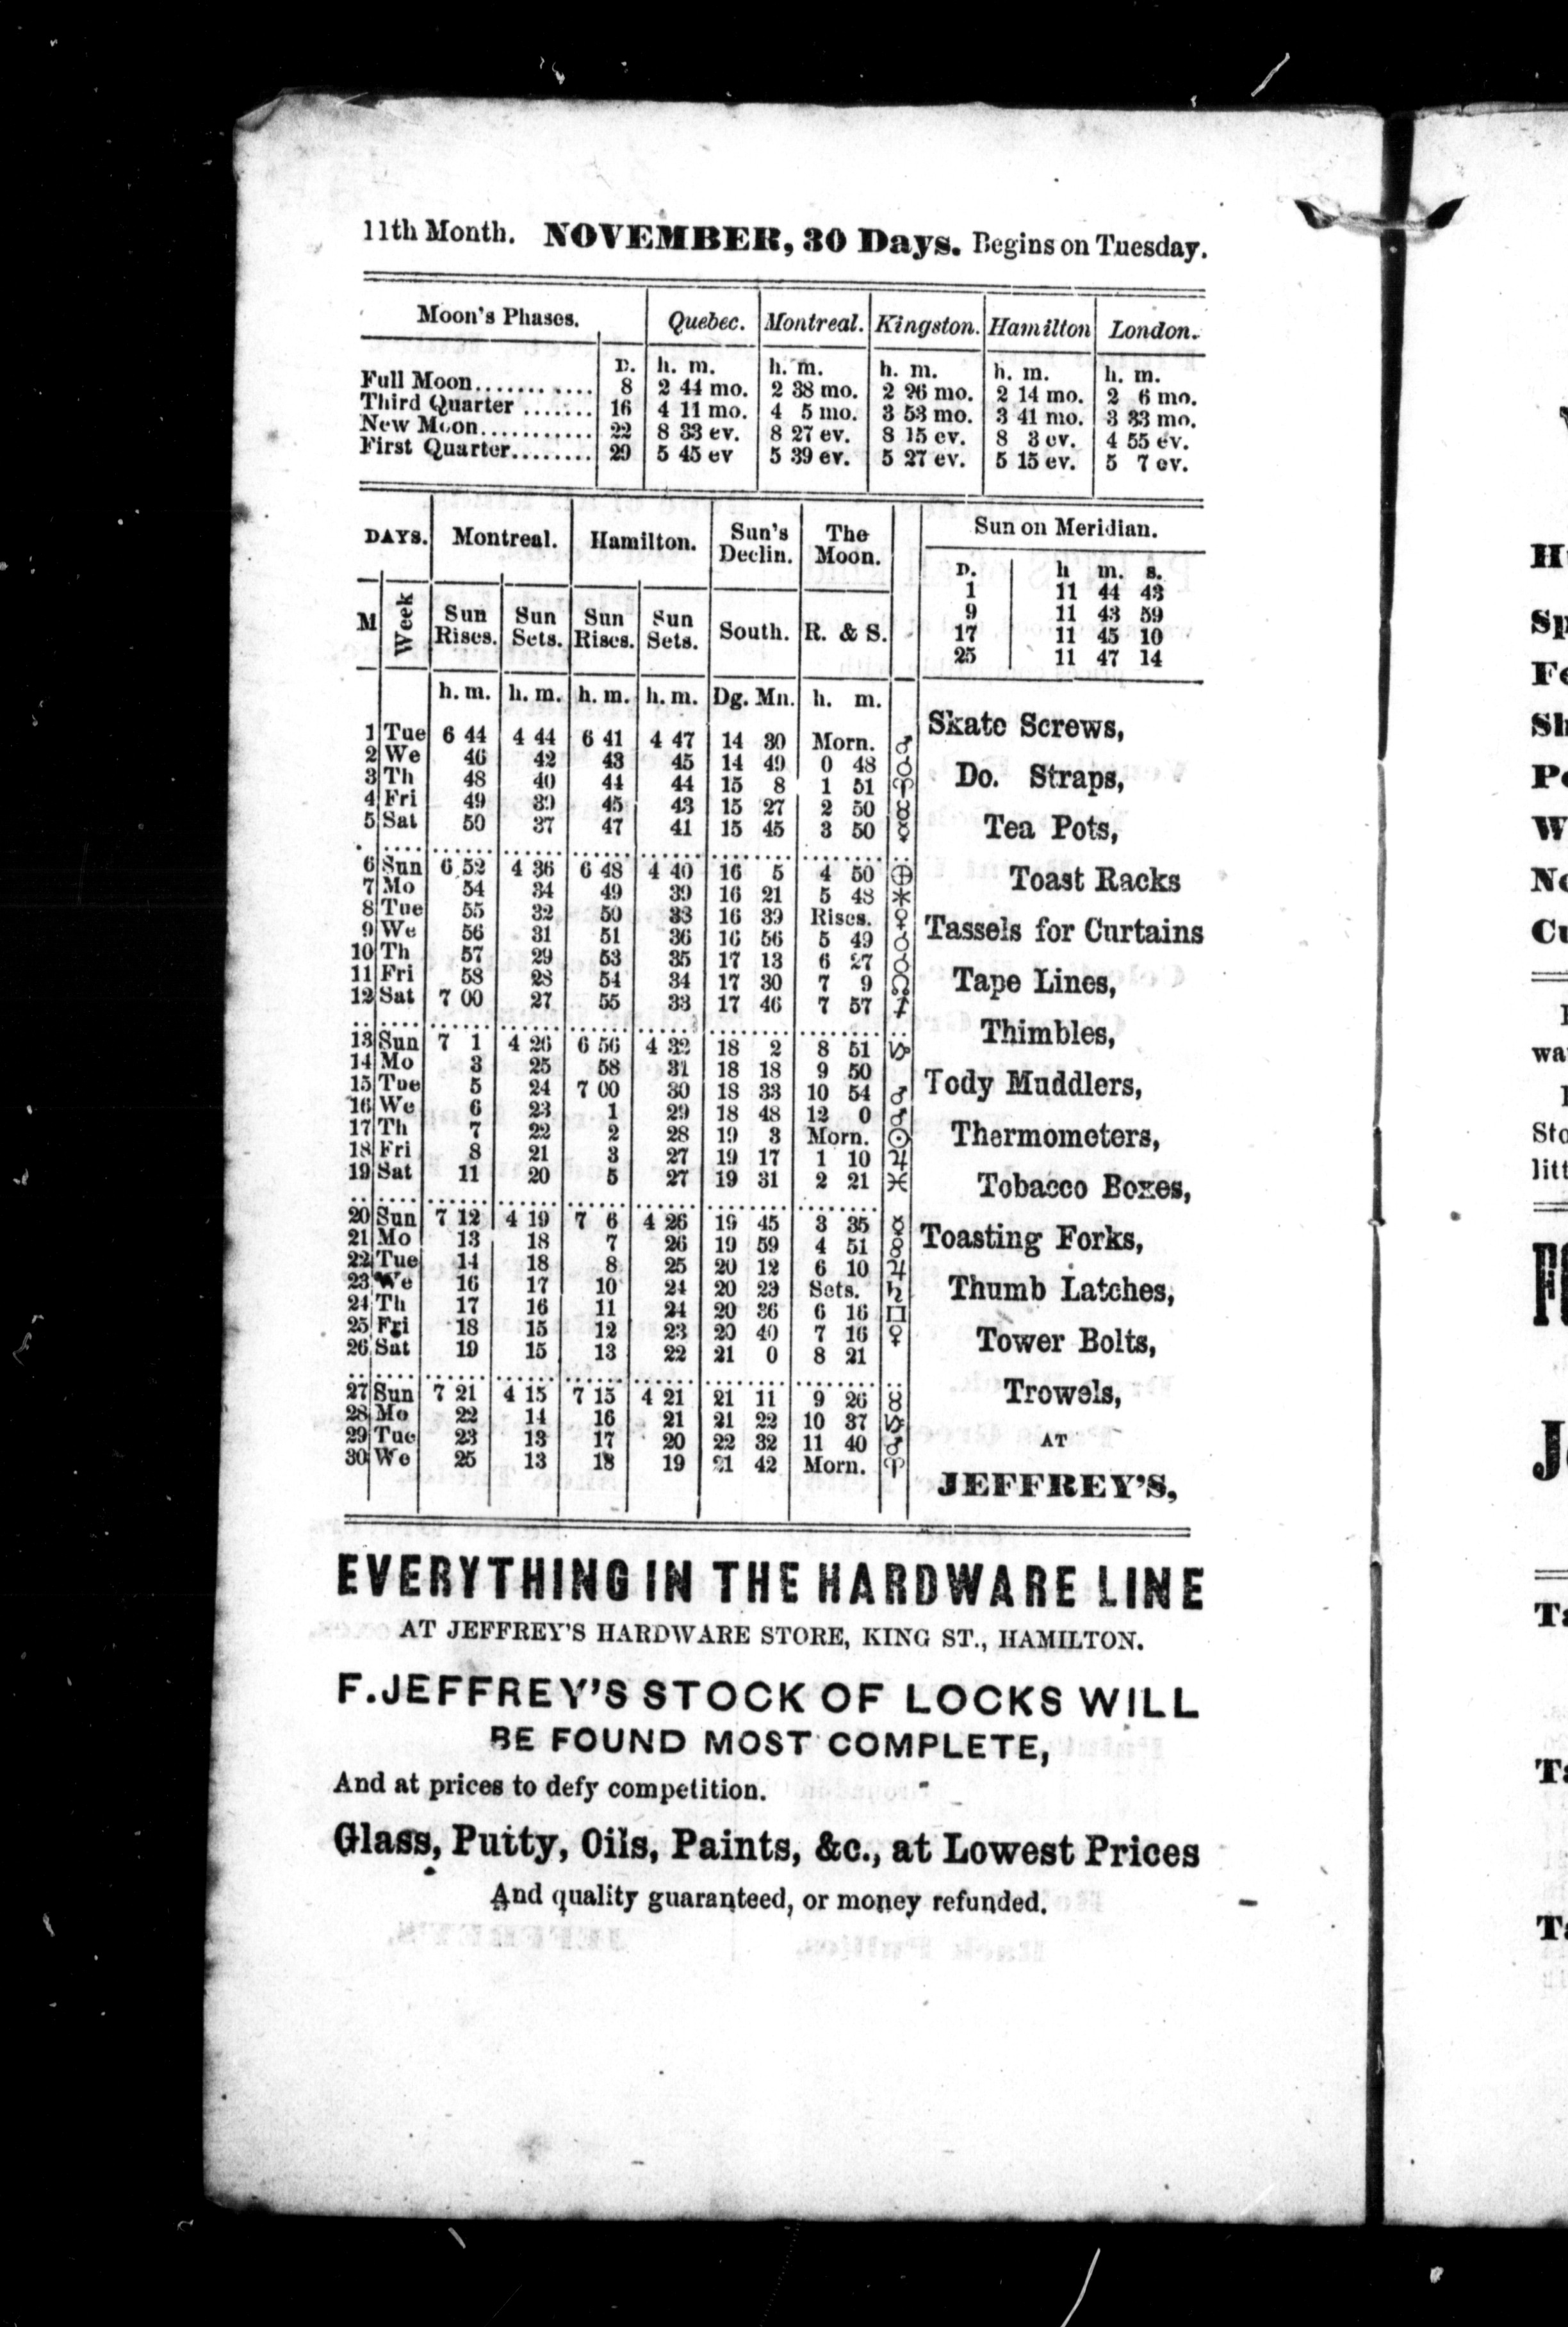 11th Month. NOVEMBER, 30 Days. Begins on Tuesday.
Moon's Phases. Quebec. Montreal. Kingston. Hamilton London.
D. h. m. h. m. h. m. h. m. h. m.
Full Moon........... 8 2 44 mo. 2 38 mo. 2 26 mo. 2 14 mo. 2 6 mo.
Third Quarter ....... 16 4 11 mo. 4 5 mo. 3 53 mo. 3 41 mo. 3 33 mo.
New Moon........... 22 8 33 ev. 8 27 ev. 8 15 ev. 8 3 ev. 4 55 ev.
First Quarter........ 29 5 45 ev 5 39 ev. 5 27 ev. 5 15 ev. 5 7 ev.
DAYS. Montreal. Hamilton. Sun's Declin. The Moon.
M Week Sun Rises. Sun Sets. Sun Rises. Sun Sets. South. R. & S.
h. m. h. m. h. m. h. m. Dg. Mn. h. m.
1 Tue 6 44 4 44 6 41 4 47 14 30 Morn. ♂
2 We 46 42 43 45 14 49 0 48 ☌
3 Th 48 40 44 44 15 8 1 51 ♈
4 Fri 49 39 45 43 15 27 2 50 ♉
5 Sat 50 37 47 41 15 45 3 50 ☿
6 Sun 6 52 4 36 6 48 4 40 16 5 4 50 ⊕
7 Mo 54 34 49 39 16 21 5 48 ⚹
8 Tue 55 32 50 38 16 39 Rises. ♀
9 We 56 31 51 36 16 56 5 49 ☌
10 Th 57 29 53 35 17 13 6 27 ☌
11 Fri 58 28 54 34 17 30 7 9 ☊
12 Sat 7 00 27 55 33 17 46 7 57 ♐
13 Sun 7 1 4 26 6 56 4 32 18 2 8 51 ♑
14 Mo 3 25 58 31 18 18 9 50
15 Tue 5 24 7 00 30 18 33 10 54 ♂
16 We 6 23 1 29 18 48 12 0 ♂
17 Th 7 22 2 28 19 3 Morn. ☉
18 Fri 8 21 3 27 19 17 1 10 ♃
19 Sat 11 20 5 27 19 31 2 21 ♓
20 Sun 7 12 4 19 7 6 4 26 19 45 3 35 ☿
21 Mo 13 18 7 26 19 59 4 51 ☍
22 Tue 14 18 8 25 20 12 6 10 ♃
23 We 16 17 10 24 20 23 Sets. ♄
24 Th 17 16 11 24 20 36 6 16 □
25 Fri 18 15 12 23 20 40 7 16 ♀
26 Sat 19 15 13 22 21 0 8 21
27 Sun 7 21 4 15 7 15 4 21 21 11 9 26 ♉
28 Mo 22 14 16 21 21 22 10 37 ♑
29 Tue 23 13 17 20 22 32 11 40 ♂
30 We 25 13 18 19 21 42 Morn. ♈
Sun on Meridian.
D. h m. s.
1 11 44 43
9 11 43 59
17 11 45 10
25 11 47 14
Skate Screws,
Do. Straps,
Tea Pots,
Toast Racks
Tassels for Curtains
Tape Lines,
Thimbles,
Tody Muddlers,
Thermometers,
Tobacco Boxes,
Toasting Forks,
Thumb Latches,
Tower Bolts,
Trowels,
AT
JEFFREY'S,
EVERYTHING IN THE HARDWARE LINE
AT JEFFREY'S HARDWARE STORE, KING ST., HAMILTON.
F. JEFFREY'S STOCK OF LOCKS WILL
BE FOUND MOST COMPLETE,
And at prices to defy competition.
Glass, Putty, Oils, Paints, &c., at Lowest Prices
And quality guaranteed, or money refunded.